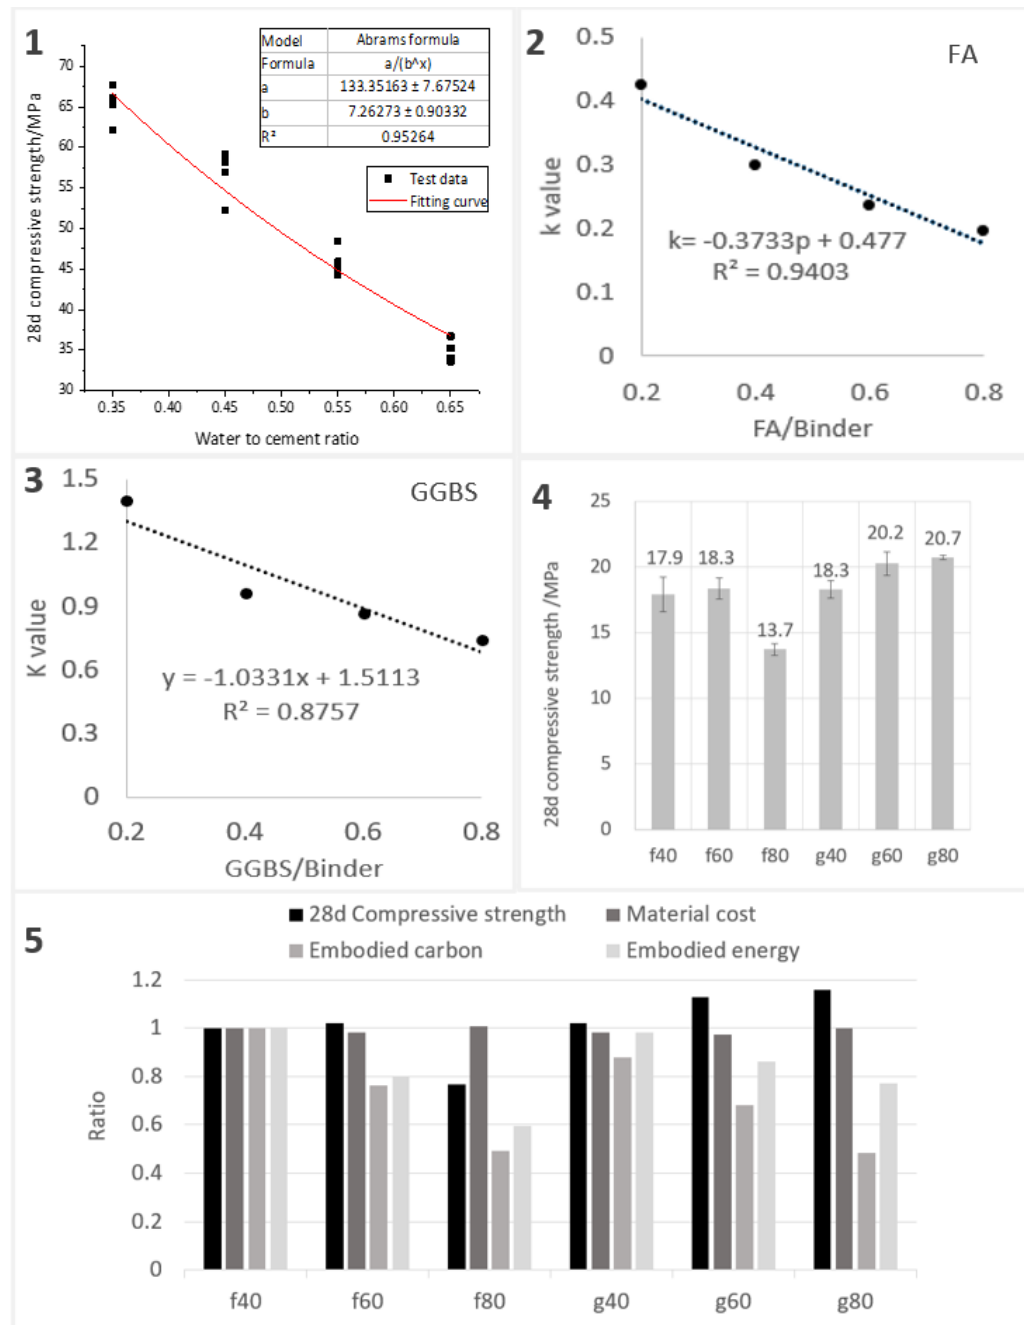 1
Model Abrams formula
Formula a/(b^x)
a 133.35163 ± 7.67524
b 7.26273 ± 0.90332
R² 0.95264
Test data
Fitting curve
28d compressive strength/MPa
70
65
60
55
50
45
40
35
30
0.35 0.40 0.45 0.50 0.55 0.60 0.65
Water to cement ratio
2
FA
k value
0.5
0.4
0.3
0.2
0.1
0
k= -0.3733p + 0.477
R² = 0.9403
0.2 0.4 0.6 0.8
FA/Binder
3
GGBS
K value
1.5
1.2
0.9
0.6
0.3
0
y = -1.0331x + 1.5113
R² = 0.8757
0.2 0.4 0.6 0.8
GGBS/Binder
4
28d compressive strength /MPa
25
20
15
10
5
0
17.9 18.3 13.7 18.3 20.2 20.7
f40 f60 f80 g40 g60 g80
5
28d Compressive strength Material cost
Embodied carbon Embodied energy
Ratio
1.2
1
0.8
0.6
0.4
0.2
0
f40 f60 f80 g40 g60 g80